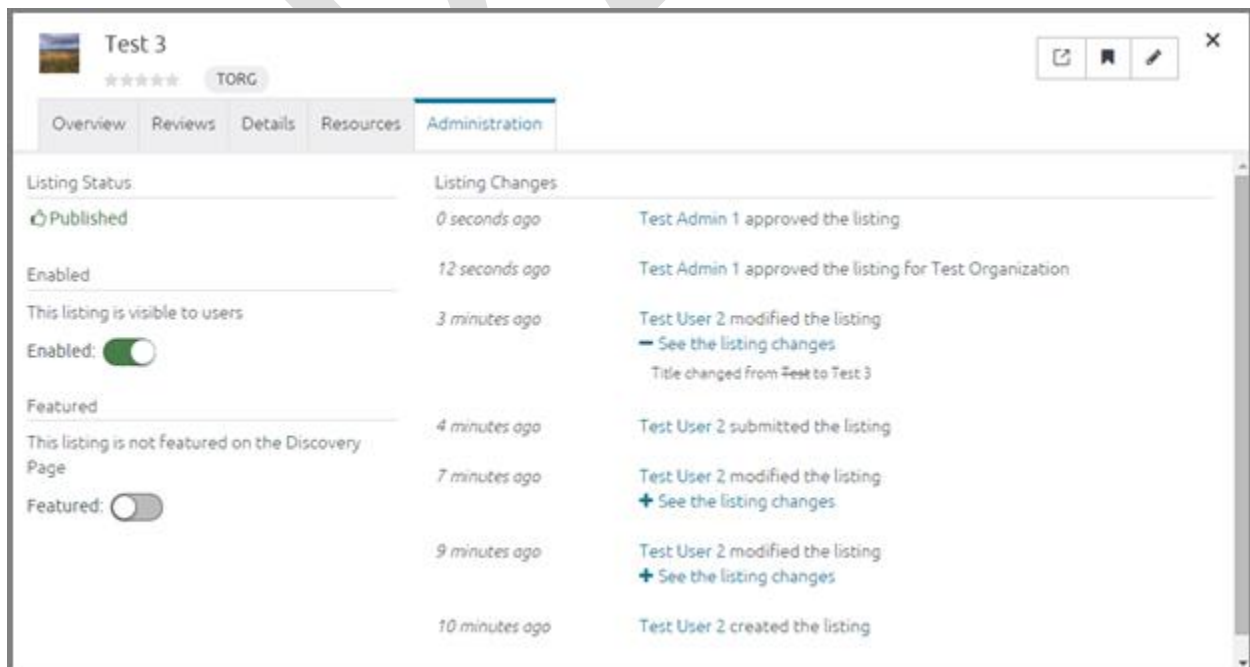 Test 3
TORG
Overview Reviews Details Resources Administration
Listing Status
Published
Enabled
This listing is visible to users
Enabled:
Featured
This listing is not featured on the Discovery
Page
Featured:
Listing Changes
0 seconds ago Test Admin 1 approved the listing
12 seconds ago Test Admin 1 approved the listing for Test Organization
3 minutes ago Test User 2 modified the listing
See the listing changes
Title changed from Test to Test 3
4 minutes ago Test User 2 submitted the listing
7 minutes ago Test User 2 modified the listing
See the listing changes
9 minutes ago Test User 2 modified the listing
See the listing changes
10 minutes ago Test User 2 created the listing